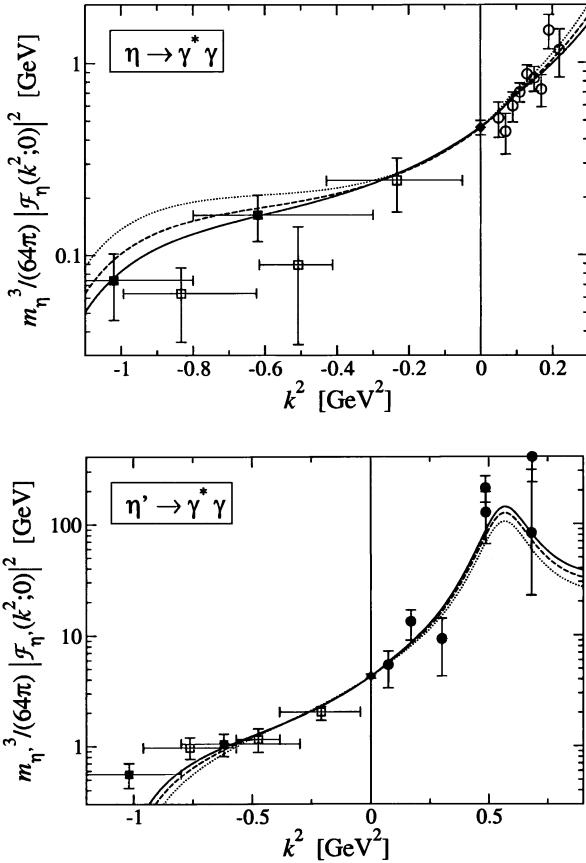 η → γ* γ
m_η³/(64π) |ℱ_η(k²;0)|² [GeV]
1
0.1
-1 -0.8 -0.6 -0.4 -0.2 0 0.2
k² [GeV²]
η' → γ* γ
m_η'³/(64π) |ℱ_η'(k²;0)|² [GeV]
100
10
1
-1 -0.5 0 0.5
k² [GeV²]